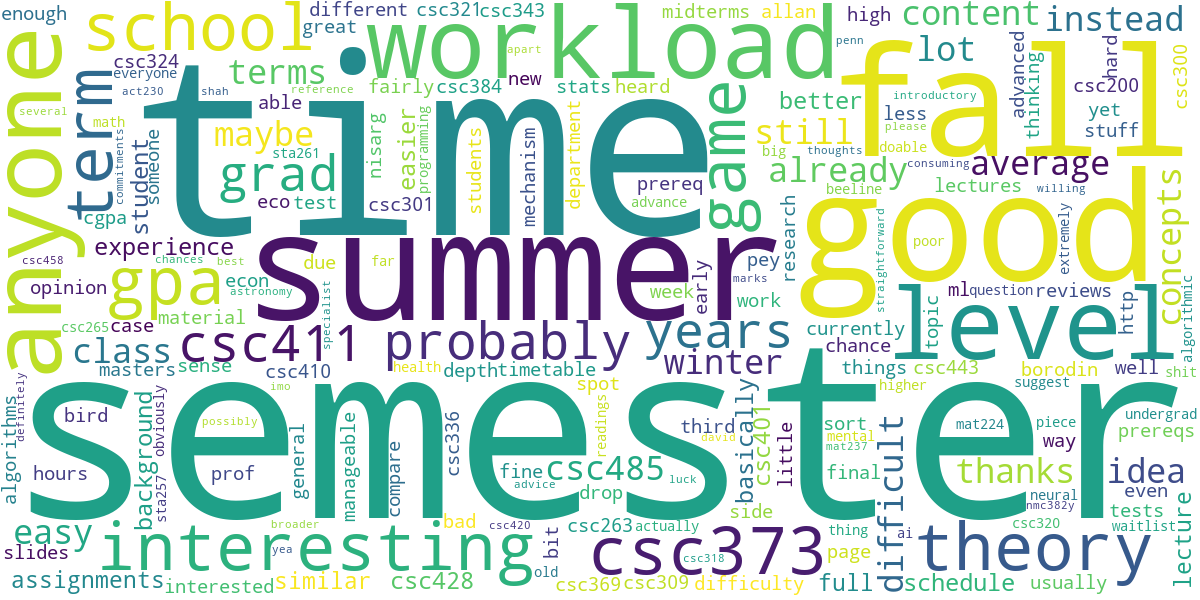 enough
school
different
great
csc321
csc343
midterms
allan
high
content
instead
anyone
term
csc324
everyone
act230
shah
terms
workload
apart
penn
fairly
csc384
stats
heard
new
reference
able
several
math
commitments
maybe
sta261
student
someone
grad
eco
test
cgpa
time
nisarg
easier
programming
csc301
students
mechanism
department
prereq
advance
game
better
still
big
thoughts
already
lot
fall
introductory
please
less
doable
advanced
thinking
hard
csc200
yet
stuff
csc300
consuming
average
lectures
beeline
willing
experience
csc458
chances
best
opinion
gpa
econ
astronomy
due
far
summer
week
early
pey
marks
work
research
good
straightforward
poor
extremely
concepts
csc265
case
material
specialist
class
masters
sense
csc411
csc410
probably
health
depth
timetable
years
winter
currently
chance
things
topic
level
ml
question
reviews
http
algorithmic
csc443
borodin
well
shit
suggest
higher
imo
spot
readings
algorithms
definitely
bird
hours
background
sta257
obviously
possibly
prof
general
manageable
compare
csc336
semester
fine
advice
csc485
luck
drop
david
third
basically
side
csc401
little
sort
mental
mat237
final
difficult
mat224
piece
way
undergrad
prereqs
thanks
idea
even
nmc382y
neural
tests
csc320
waitlist
easy
slides
broader
interesting
yea
bad
csc420
bit
old
csc263
actually
csc373
csc318
thing
page
ai
theory
lecture
assignments
interested
similar
csc428
csc369
csc309
difficulty
full
schedule
usually